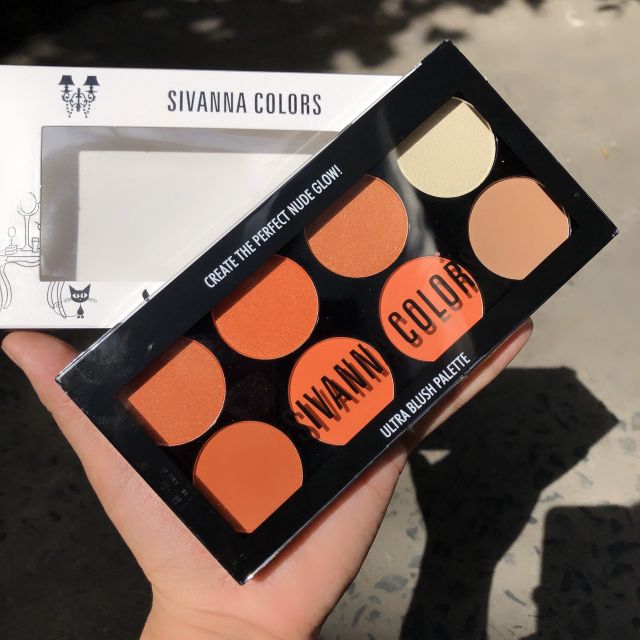 SIVANNA COLORS
CREATE THE PERFECT NUDE GLOW!
SIVANN COLOR
ULTRA BLUSH PALETTE